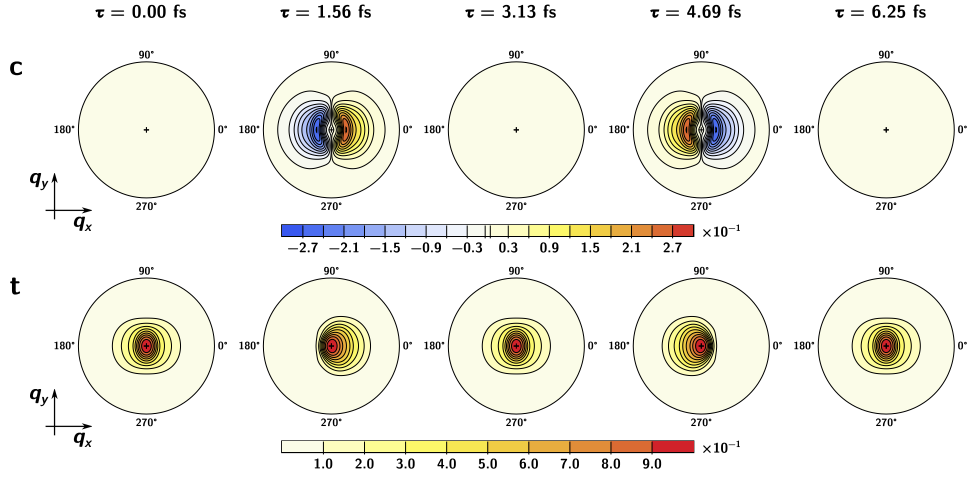 τ = 0.00 fs τ = 1.56 fs τ = 3.13 fs τ = 4.69 fs τ = 6.25 fs
c
90° 90° 90° 90° 90°
180° 0° 180° 0° 180° 0° 180° 0° 180° 0°
270° 270° 270° 270° 270°
q_y
q_x
−2.7 −2.1 −1.5 −0.9 −0.3 0.3 0.9 1.5 2.1 2.7 ×10⁻¹
t
90° 90° 90° 90° 90°
180° 0° 180° 0° 180° 0° 180° 0° 180° 0°
270° 270° 270° 270° 270°
q_y
q_x
1.0 2.0 3.0 4.0 5.0 6.0 7.0 8.0 9.0 ×10⁻¹